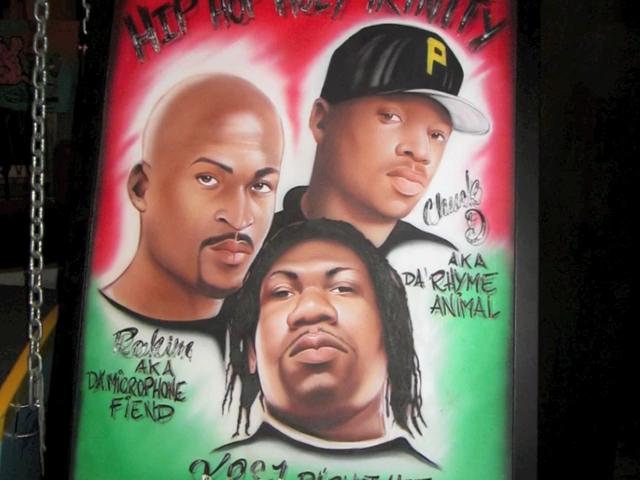 HIP HOP HOLY TRINITY
P
Chuck
D
AKA
DA' RHYME
ANIMAL
Rakim
AKA
DA'MICROPHONE
FIEND